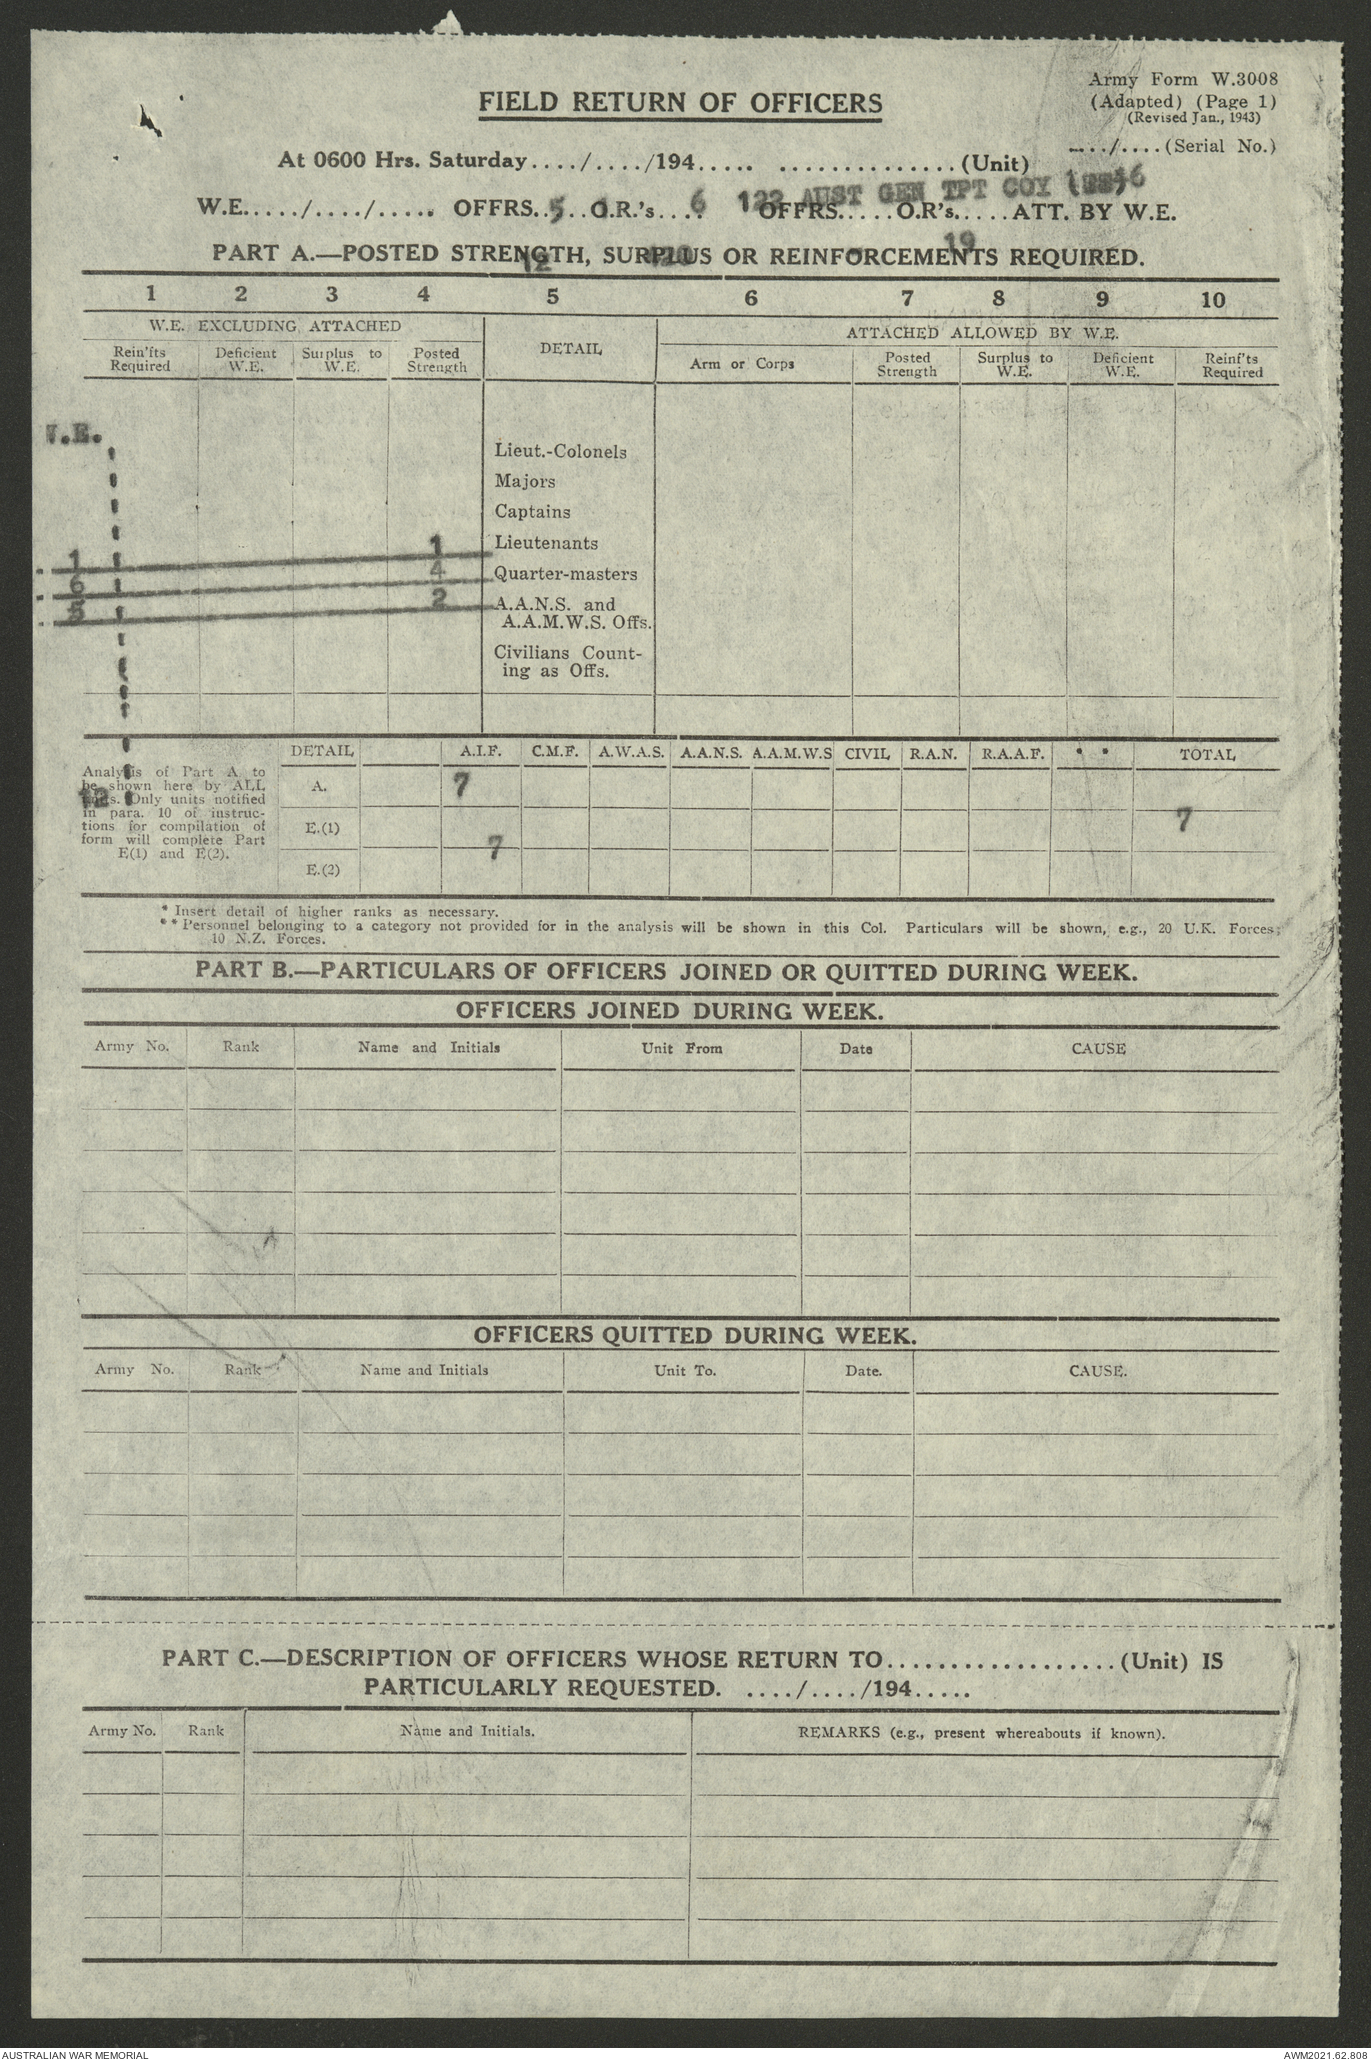 Army Form W.3008
FIELD RETURN OF OFFICERS
(Adapted) (Page 1)
(Revised Jan., 1943)
..../....(Serial No.)
At 0600 Hrs. Saturday..../..../194..... ...............(Unit)
122 AUST GEN TPT COY
W.E...../..../..... OFFRS..5..O.R.'s....6 OFFRS.....O.R's.....ATT. BY W.E.
19
PART A.—POSTED STRENGTH, SURPLUS OR REINFORCEMENTS REQUIRED.
12
1 2 3 4 5 6 7 8 9 10
W.E. EXCLUDING ATTACHED DETAIL ATTACHED ALLOWED BY W.E.
Rein'fts Required Deficient W.E. Surplus to W.E. Posted Strength Arm or Corps Posted Strength Surplus to W.E. Deficient W.E. Reinf'ts Required
W.E.
Lieut.-Colonels
Majors
Captains
1 1 Lieutenants
6 4 Quarter-masters
5 2 A.A.N.S. and
A.A.M.W.S. Offs.
Civilians Count-
ing as Offs.
DETAIL A.I.F. C.M.F. A.W.A.S. A.A.N.S. A.A.M.W.S CIVIL R.A.N. R.A.A.F. * * TOTAL
Analysis of Part A to
be shown here by ALL
units. Only units notified
in para. 10 of instruc-
tions for compilation of
form will complete Part
E(1) and E(2).
12
A. 7
E.(1) 7
7
E.(2)
* Insert detail of higher ranks as necessary.
** Personnel belonging to a category not provided for in the analysis will be shown in this Col. Particulars will be shown, e.g., 20 U.K. Forces;
10 N.Z. Forces.
PART B.—PARTICULARS OF OFFICERS JOINED OR QUITTED DURING WEEK.
OFFICERS JOINED DURING WEEK.
Army No. Rank Name and Initials Unit From Date CAUSE
OFFICERS QUITTED DURING WEEK.
Army No. Rank Name and Initials Unit To. Date. CAUSE.
PART C.—DESCRIPTION OF OFFICERS WHOSE RETURN TO...................(Unit) IS
PARTICULARLY REQUESTED. ..../..../194.....
Army No. Rank Name and Initials. REMARKS (e.g., present whereabouts if known).
AUSTRALIAN WAR MEMORIAL AWM2021.62.808